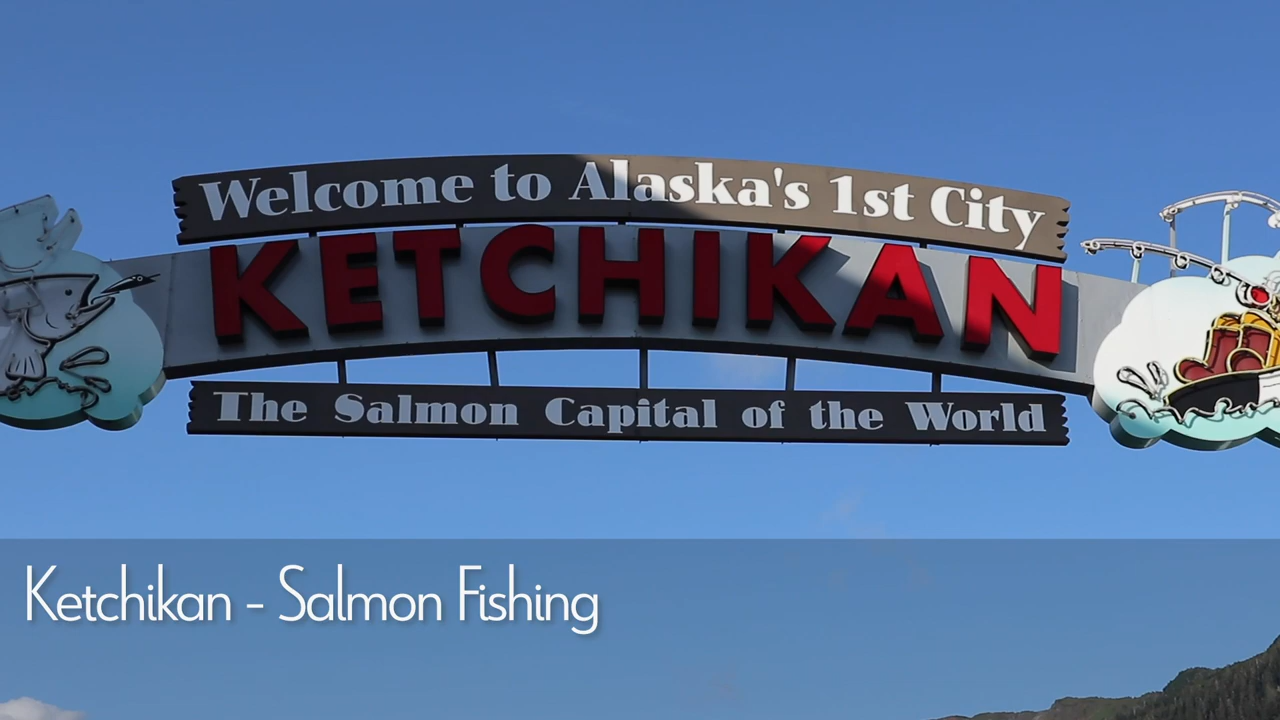 Welcome to Alaska's 1st City
KETCHIKAN
The Salmon Capital of the World
Ketchikan - Salmon Fishing